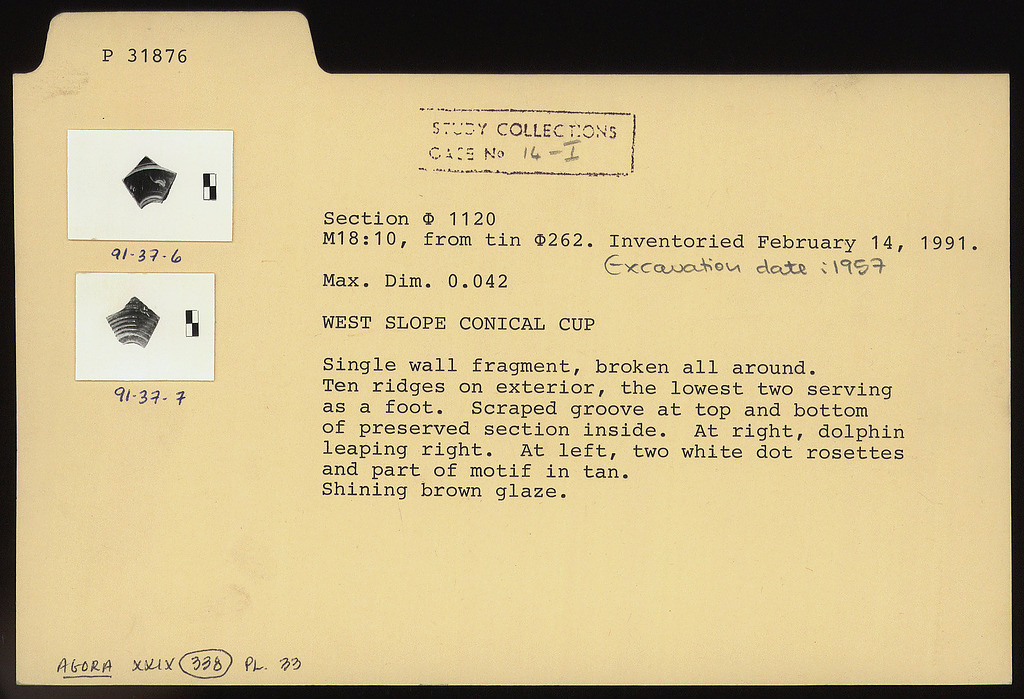 P 31876
STUDY COLLECTIONS
CASE No 14-I
91-37-6
91-37-7
Section Φ 1120
M18:10, from tin Φ262. Inventoried February 14, 1991.
Excavation date : 1957
Max. Dim. 0.042
WEST SLOPE CONICAL CUP
Single wall fragment, broken all around.
Ten ridges on exterior, the lowest two serving
as a foot. Scraped groove at top and bottom
of preserved section inside. At right, dolphin
leaping right. At left, two white dot rosettes
and part of motif in tan.
Shining brown glaze.
AGORA XXIX 338 PL. 33